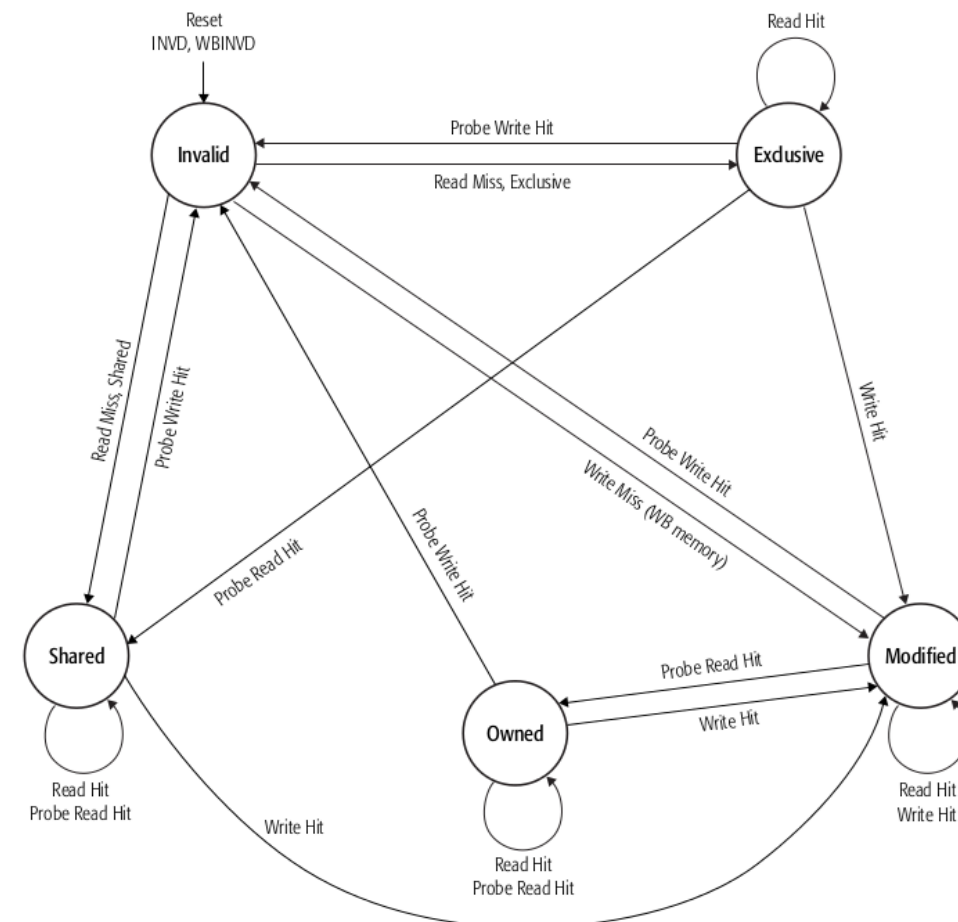 Reset
INVD, WBINVD
Read Hit
Invalid
Probe Write Hit
Exclusive
Read Miss, Exclusive
Read Miss, Shared
Probe Write Hit
Probe Read Hit
Probe Write Hit
Probe Write Hit
Write Miss (WB memory)
Write Hit
Shared
Probe Read Hit
Modified
Write Hit
Owned
Read Hit
Probe Read Hit
Write Hit
Read Hit
Probe Read Hit
Read Hit
Write Hit